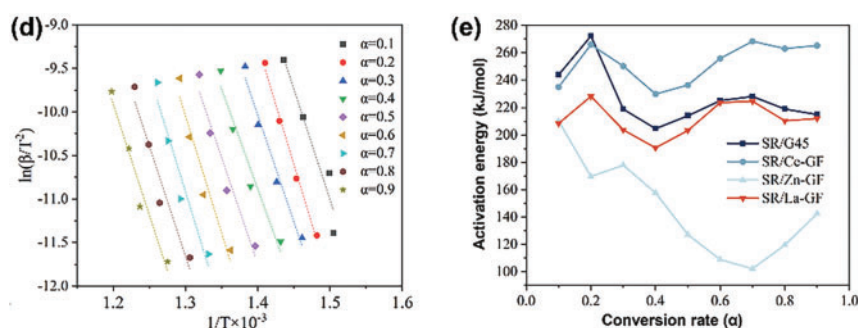 (d)
-9.0
-9.5
-10.0
-10.5
-11.0
-11.5
-12.0
ln(β/T²)
1.2 1.3 1.4 1.5 1.6
1/T×10⁻³
α=0.1
α=0.2
α=0.3
α=0.4
α=0.5
α=0.6
α=0.7
α=0.8
α=0.9
(e)
280
260
240
220
200
180
160
140
120
100
Activation energy (kJ/mol)
0.0 0.2 0.4 0.6 0.8 1.0
Conversion rate (α)
SR/G45
SR/Ce-GF
SR/Zn-GF
SR/La-GF